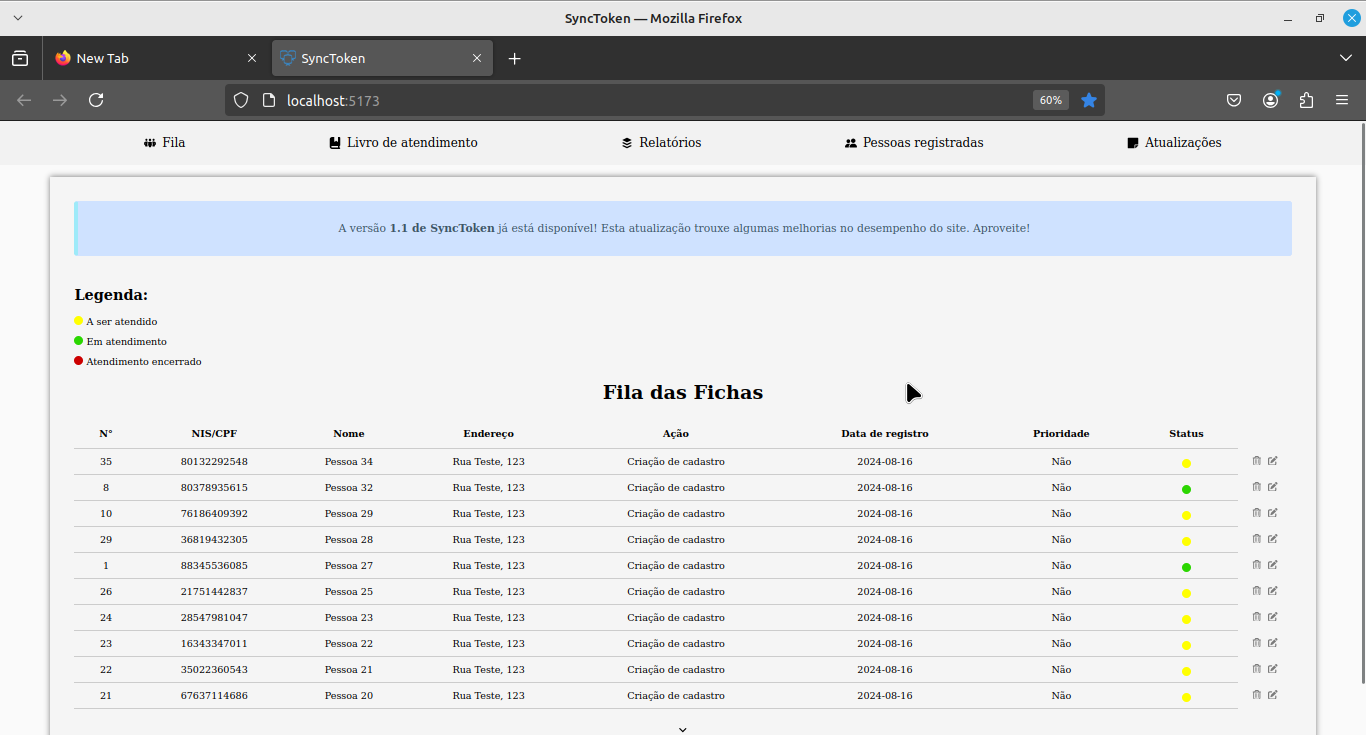 SyncToken — Mozilla Firefox
New Tab
SyncToken
localhost:5173
60%
Fila
Livro de atendimento
Relatórios
Pessoas registradas
Atualizações
A versão 1.1 de SyncToken já está disponível! Esta atualização trouxe algumas melhorias no desempenho do site. Aproveite!
Legenda:
A ser atendido
Em atendimento
Atendimento encerrado
Fila das Fichas
N° NIS/CPF Nome Endereço Ação Data de registro Prioridade Status
35 80132292548 Pessoa 34 Rua Teste, 123 Criação de cadastro 2024-08-16 Não
8 80378935615 Pessoa 32 Rua Teste, 123 Criação de cadastro 2024-08-16 Não
10 76186409392 Pessoa 29 Rua Teste, 123 Criação de cadastro 2024-08-16 Não
29 36819432305 Pessoa 28 Rua Teste, 123 Criação de cadastro 2024-08-16 Não
1 88345536085 Pessoa 27 Rua Teste, 123 Criação de cadastro 2024-08-16 Não
26 21751442837 Pessoa 25 Rua Teste, 123 Criação de cadastro 2024-08-16 Não
24 28547981047 Pessoa 23 Rua Teste, 123 Criação de cadastro 2024-08-16 Não
23 16343347011 Pessoa 22 Rua Teste, 123 Criação de cadastro 2024-08-16 Não
22 35022360543 Pessoa 21 Rua Teste, 123 Criação de cadastro 2024-08-16 Não
21 67637114686 Pessoa 20 Rua Teste, 123 Criação de cadastro 2024-08-16 Não